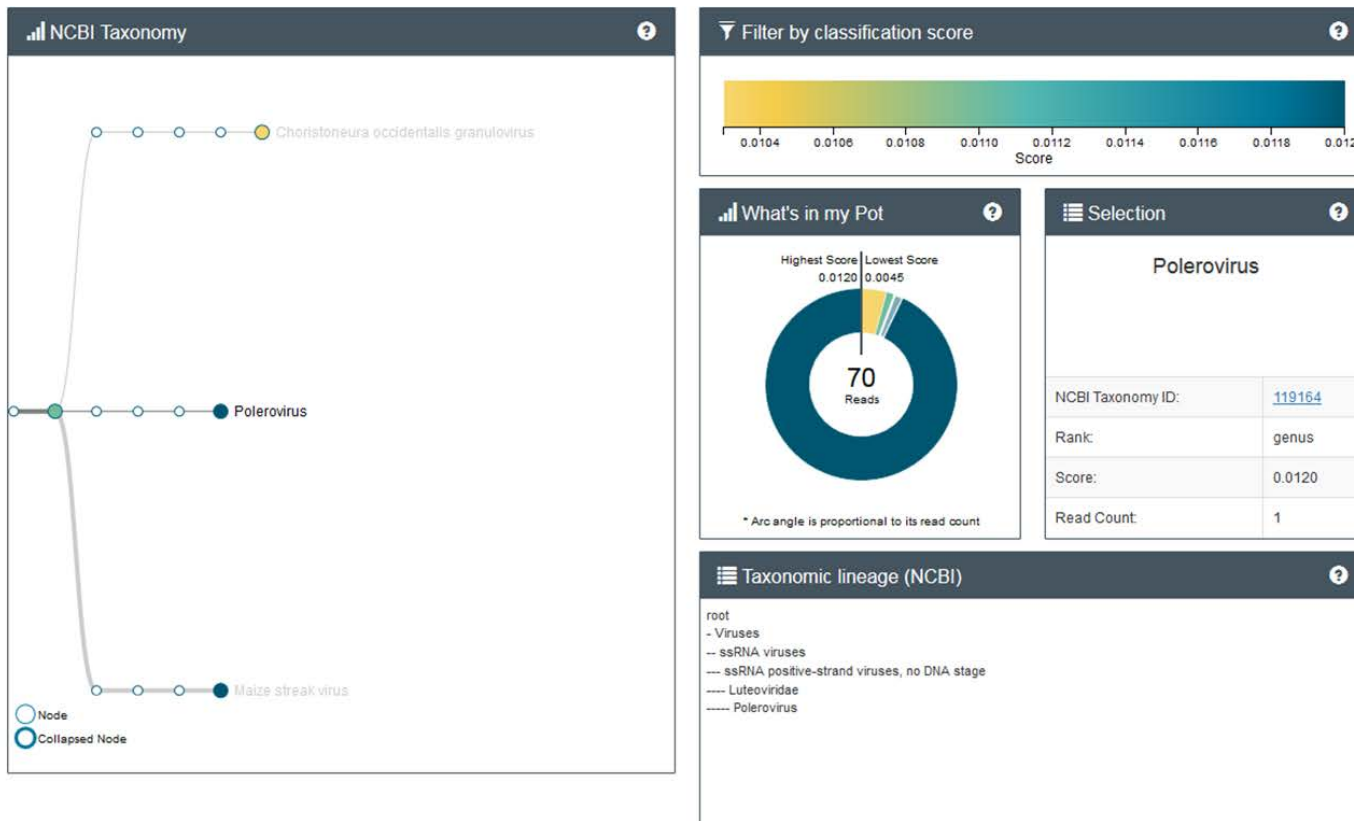 NCBI Taxonomy ?
Choristoneura occidentalis granulovirus
Polerovirus
Maize streak virus
Node
Collapsed Node
Filter by classification score ?
0.0104 0.0106 0.0108 0.0110 0.0112 0.0114 0.0116 0.0118 0.012
Score
What's in my Pot ?
Highest Score Lowest Score
0.0120 0.0045
70
Reads
* Arc angle is proportional to its read count
Selection ?
Polerovirus
NCBI Taxonomy ID: 119164
Rank: genus
Score: 0.0120
Read Count: 1
Taxonomic lineage (NCBI) ?
root
- Viruses
-- ssRNA viruses
--- ssRNA positive-strand viruses, no DNA stage
---- Luteoviridae
----- Polerovirus